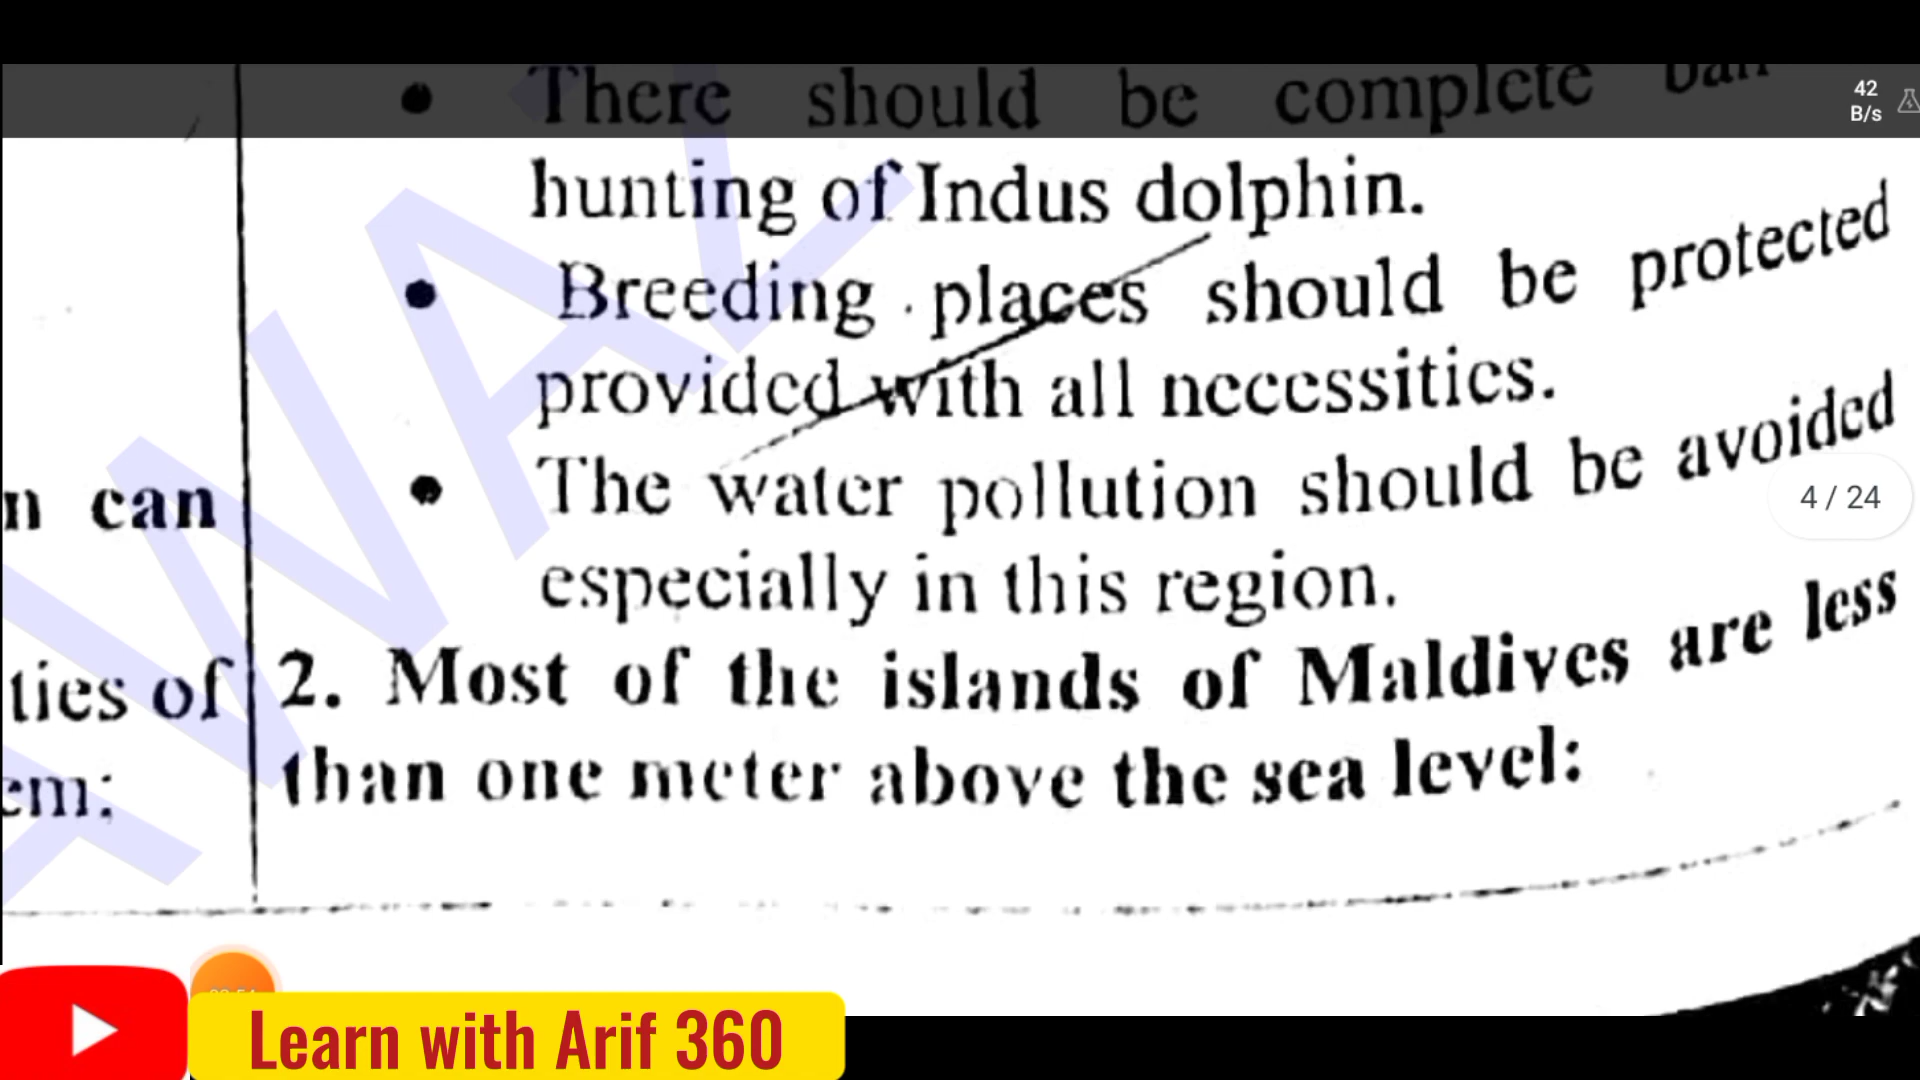 There should be complete ban
42
B/s
hunting of Indus dolphin.
Breeding places should be protected
provided with all necessities.
The water pollution should be avoided
n can
4 / 24
especially in this region.
ties of
2. Most of the islands of Maldives are less
em:
than one meter above the sea level:
Learn with Arif 360